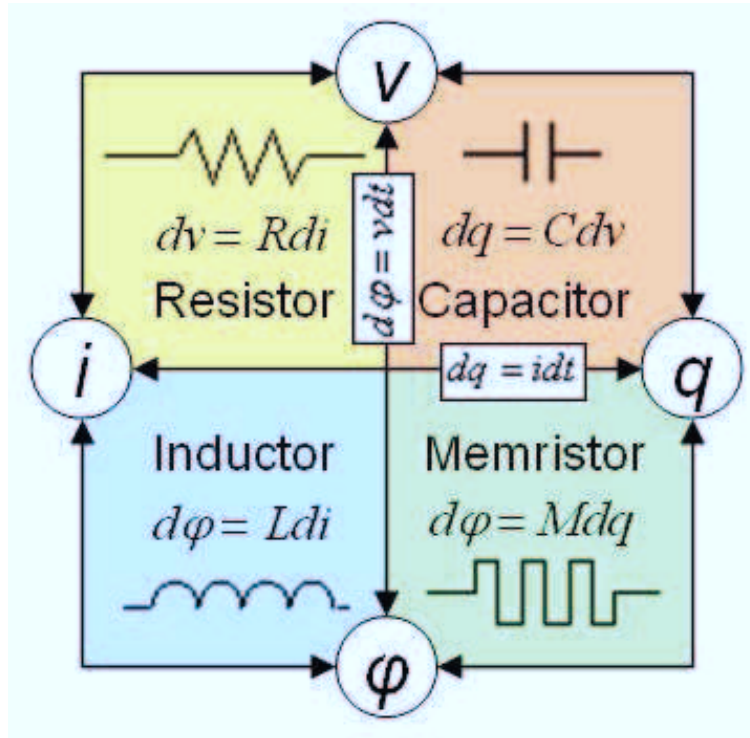 v
dv = Rdi
Resistor
dφ = vdt
dq = Cdv
Capacitor
i
dq = idt
q
Inductor
dφ = Ldi
Memristor
dφ = Mdq
φ